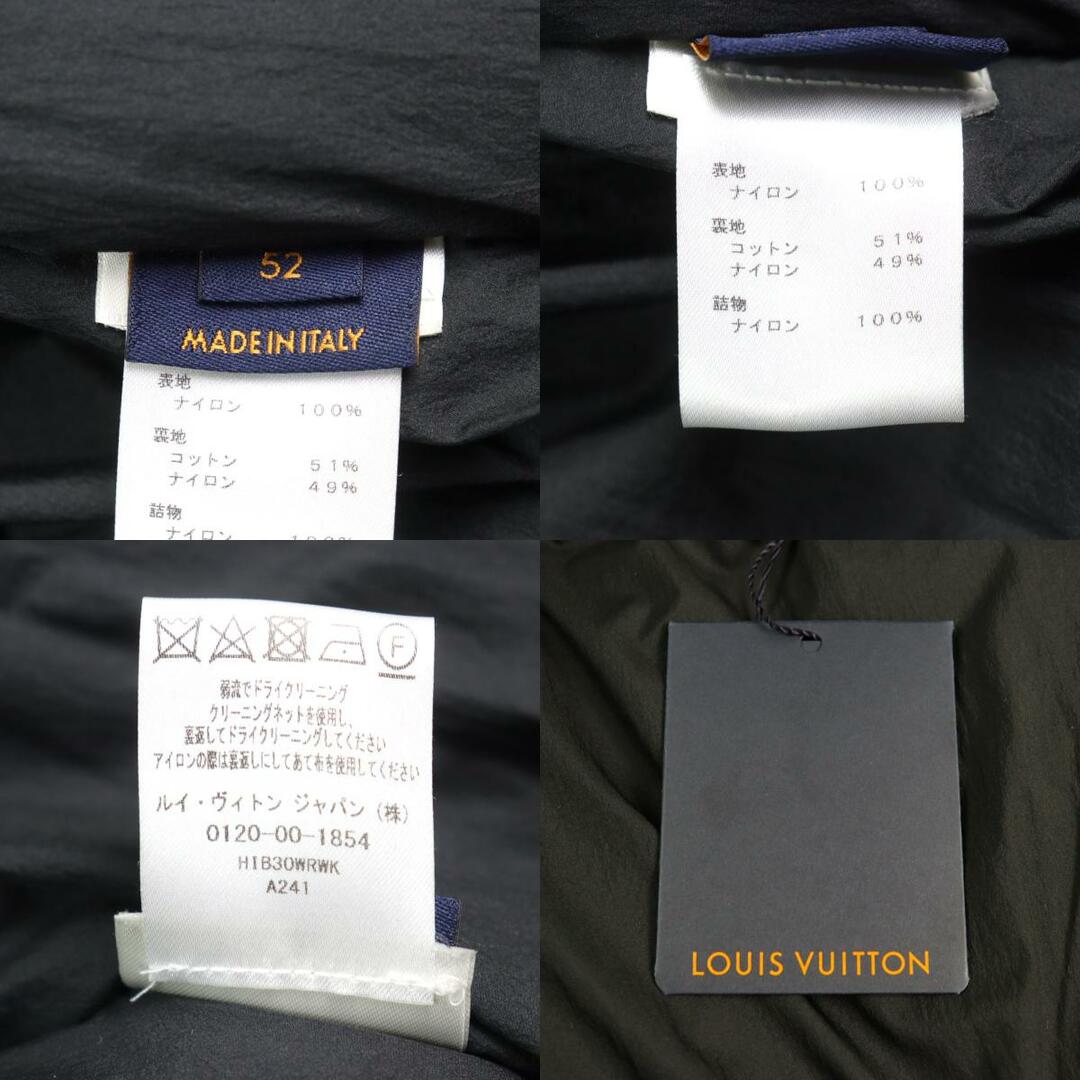 52
MADE IN ITALY
表地
ナイロン 100%
裏地
コットン 51%
ナイロン 49%
詰物
ナイロン 100%
表地
ナイロン 100%
裏地
コットン 51%
ナイロン 49%
詰物
ナイロン 100%
F
弱流でドライクリーニング
クリーニングネットを使用し、
裏返してドライクリーニングしてください
アイロンの際は裏返しにしてあて布を使用してください
ルイ・ヴィトン ジャパン(株)
0120-00-1854
HIB30WRWK
A241
LOUIS VUITTON